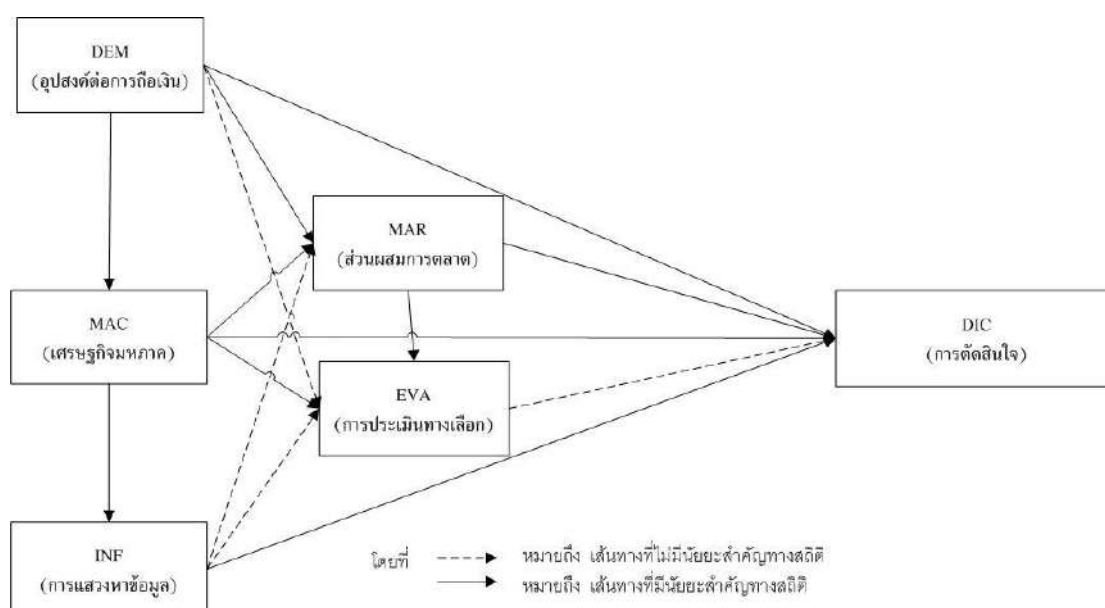 DEM
(อุปสงค์ต่อการถือเงิน)
MAR
(ส่วนผสมการตลาด)
MAC
(เศรษฐกิจมหภาค)
DIC
(การตัดสินใจ)
EVA
(การประเมินทางเลือก)
INF
(การแสวงหาข้อมูล)
โดยที่
หมายถึง เส้นทางที่ไม่มีนัยยะสำคัญทางสถิติ
หมายถึง เส้นทางที่มีนัยยะสำคัญทางสถิติ